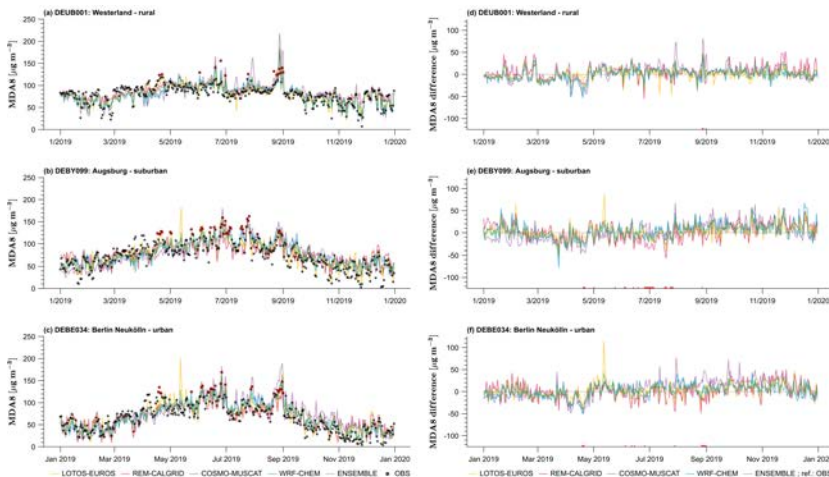 (a) DEUB001: Westerland - rural
MDA8 [μg m⁻³]
250
200
150
100
50
0
1/2019 3/2019 5/2019 7/2019 9/2019 11/2019 1/2020
(d) DEUB001: Westerland - rural
MDA8 difference [μg m⁻³]
100
50
0
-50
-100
1/2019 3/2019 5/2019 7/2019 9/2019 11/2019 1/2020
(b) DEBY099: Augsburg - suburban
MDA8 [μg m⁻³]
250
200
150
100
50
0
1/2019 3/2019 5/2019 7/2019 9/2019 11/2019 1/2020
(e) DEBY099: Augsburg - suburban
MDA8 difference [μg m⁻³]
100
50
0
-50
-100
1/2019 3/2019 5/2019 7/2019 9/2019 11/2019 1/2020
(c) DEBE034: Berlin Neukölln - urban
MDA8 [μg m⁻³]
250
200
150
100
50
0
Jan 2019 Mar 2019 May 2019 Jul 2019 Sep 2019 Nov 2019 Jan 2020
LOTOS-EUROS REM-CALGRID COSMO-MUSCAT WRF-CHEM ENSEMBLE OBS
(f) DEBE034: Berlin Neukölln - urban
MDA8 difference [μg m⁻³]
100
50
0
-50
-100
Jan 2019 Mar 2019 May 2019 Jul 2019 Sep 2019 Nov 2019 Jan 2020
LOTOS-EUROS REM-CALGRID COSMO-MUSCAT WRF-CHEM ENSEMBLE ; ref.: OBS